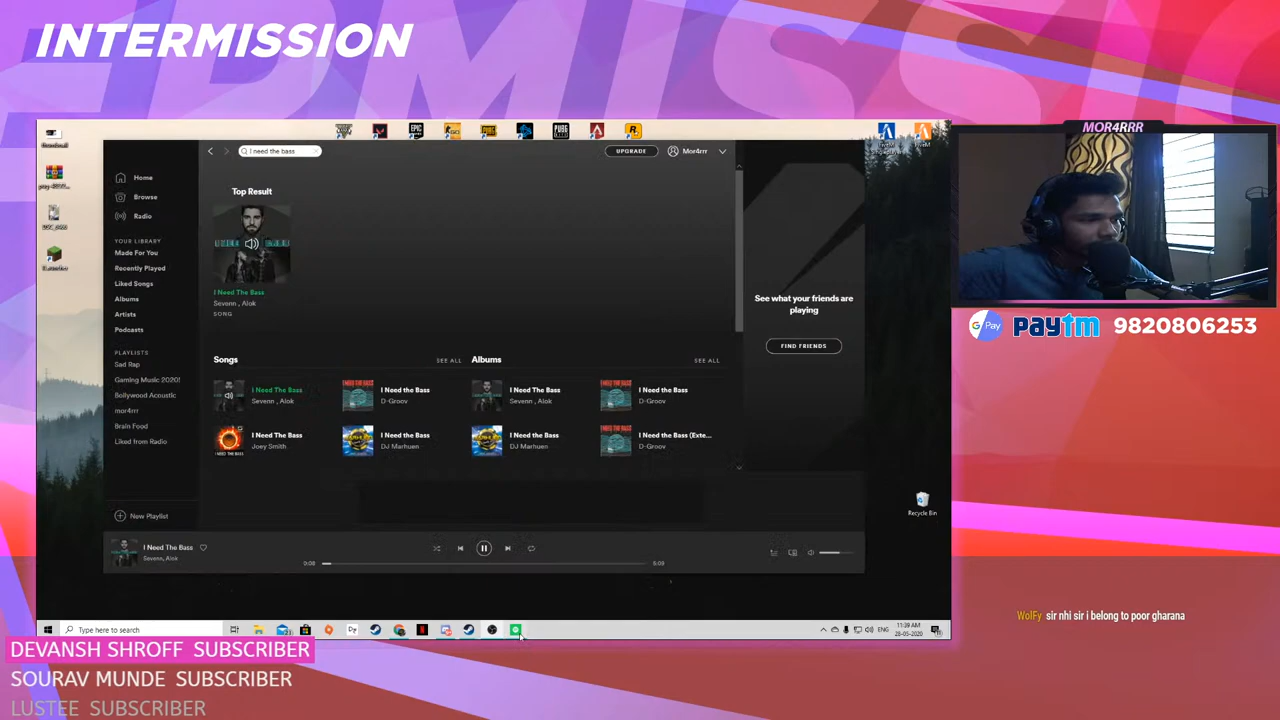 INTERMISSION
MOR4RRR
I need the bass
UPGRADE
Mor4rrr
Home
Browse
Radio
YOUR LIBRARY
Made For You
Recently Played
Liked Songs
Albums
Artists
Podcasts
PLAYLISTS
Sad Rap
Gaming Music 2020!
Bollywood Acoustic
mor4rrr
Brain Food
Liked from Radio
New Playlist
Top Result
I Need The Bass
Sevenn , Alok
SONG
Songs
SEE ALL
Albums
SEE ALL
I Need The Bass
Sevenn , Alok
I Need the Bass
D-Groov
I Need The Bass
Sevenn , Alok
I Need the Bass
D-Groov
I Need the Bass
Joey Smith
I Need the Bass
DJ Marhuen
I Need the Bass
DJ Marhuen
I Need the Bass (Exte...
D-Groov
See what your friends are
playing
FIND FRIENDS
I Need The Bass
Sevenn, Alok
0:03
5:03
Recycle Bin
G Pay paytm 9820806253
WolFy sir nhi sir i belong to poor gharana
Type here to search
ENG
11:39 AM
28-05-2020
DEVANSH SHROFF SUBSCRIBER
SOURAV MUNDE SUBSCRIBER
LUSTEE SUBSCRIBER